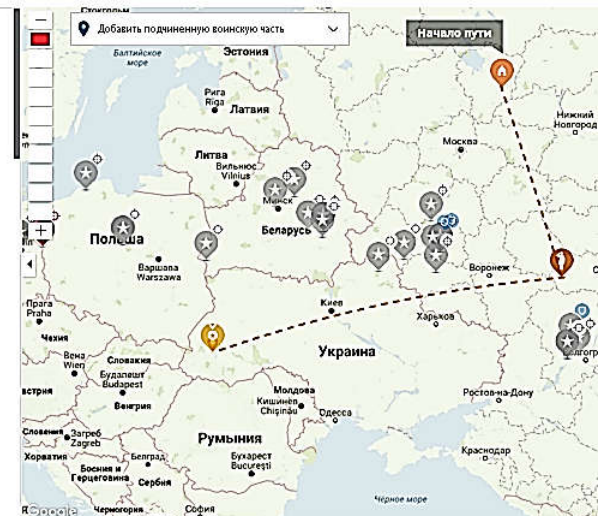 Стокгольм
Добавить подчиненную воинскую часть
Начало пути
Балтийское
море
Эстония
Рига
Rīga
Латвия
Нижний
Новгород
Москва
Литва
Вильнюс
Vilnius
Минск
Беларусь
Польша
Варшава
Warszawa
Воронеж
Прага
Praha
Киев
Харьков
Чехия
Вена
Wien
Словакия
Украина
Будапешт
Budapest
Венгрия
Молдова
Кишинёв
Chișinău
Одесса
Ростов-на-Дону
Словения
Загреб
Zagreb
Хорватия
Румыния
Краснодар
Белград
Бухарест
București
Босния и
Герцеговина
Сербия
Черногория
София
Черное море
Google